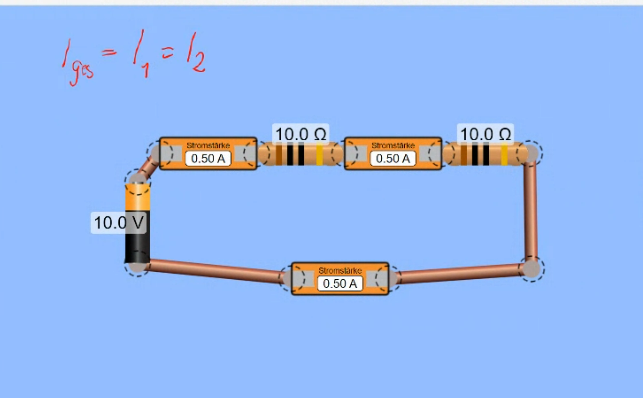 I_ges = I_1 = I_2
10.0 Ω
10.0 Ω
Stromstärke
0.50 A
Stromstärke
0.50 A
10.0 V
Stromstärke
0.50 A